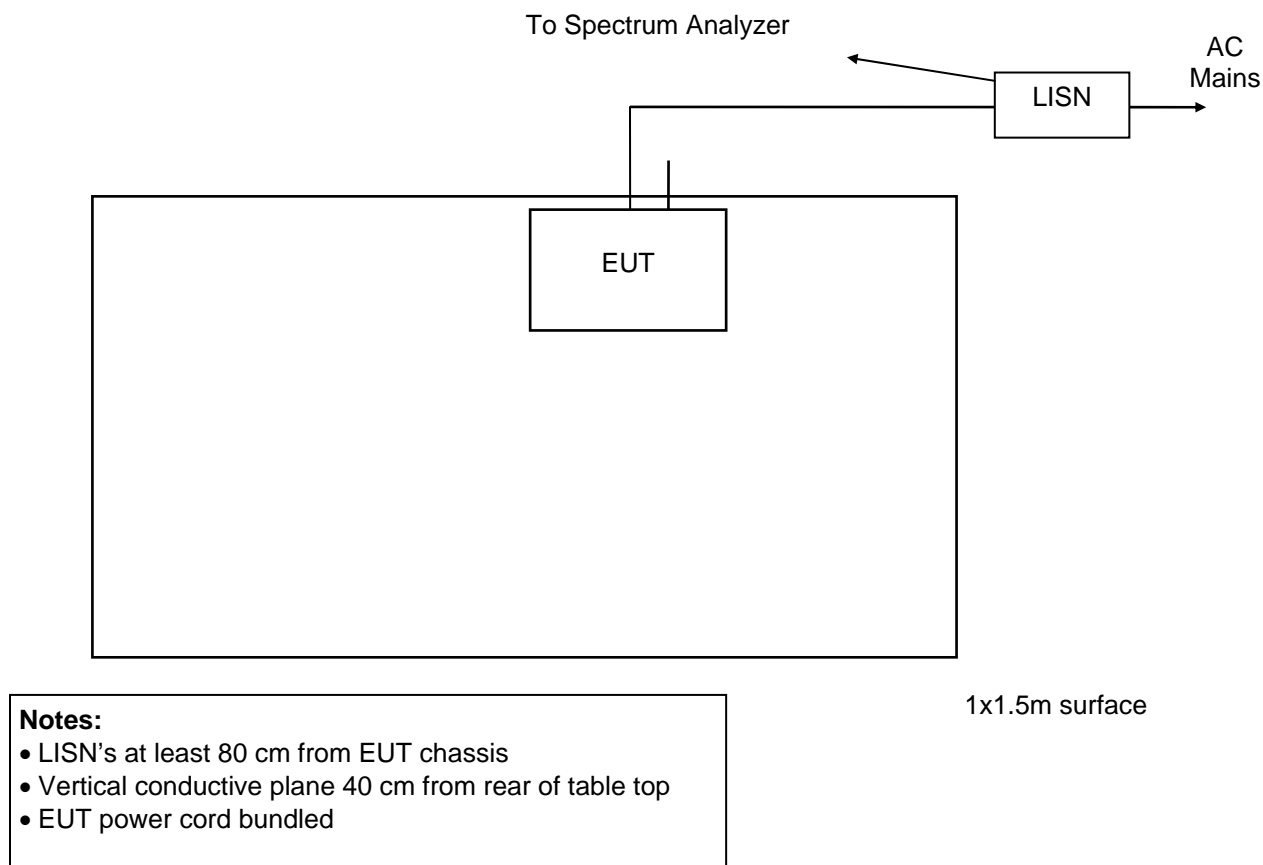 To Spectrum Analyzer
AC
Mains
LISN
EUT
1x1.5m surface
Notes:
• LISN’s at least 80 cm from EUT chassis
• Vertical conductive plane 40 cm from rear of table top
• EUT power cord bundled